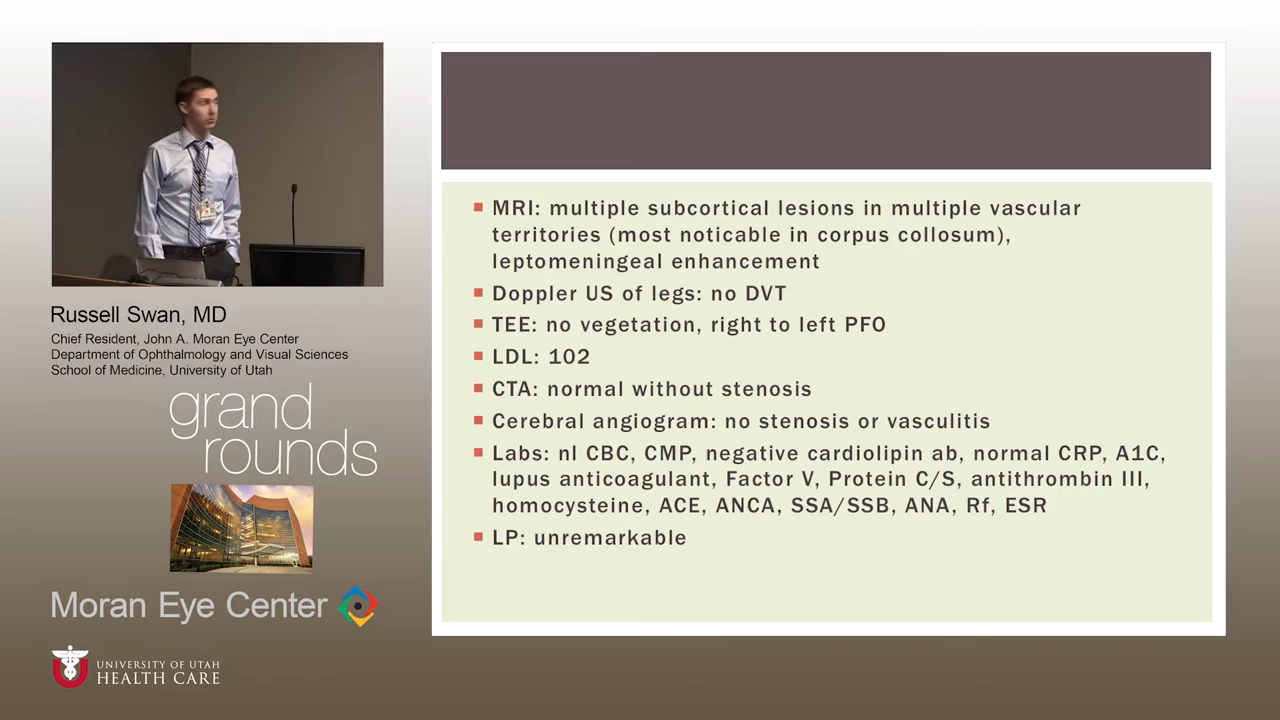 Russell Swan, MD
Chief Resident, John A. Moran Eye Center
Department of Ophthalmology and Visual Sciences
School of Medicine, University of Utah
grand
rounds
Moran Eye Center
UNIVERSITY OF UTAH
HEALTH CARE
MRI: multiple subcortical lesions in multiple vascular
territories (most noticable in corpus collosum),
leptomeningeal enhancement
Doppler US of legs: no DVT
TEE: no vegetation, right to left PFO
LDL: 102
CTA: normal without stenosis
Cerebral angiogram: no stenosis or vasculitis
Labs: nl CBC, CMP, negative cardiolipin ab, normal CRP, A1C,
lupus anticoagulant, Factor V, Protein C/S, antithrombin III,
homocysteine, ACE, ANCA, SSA/SSB, ANA, Rf, ESR
LP: unremarkable